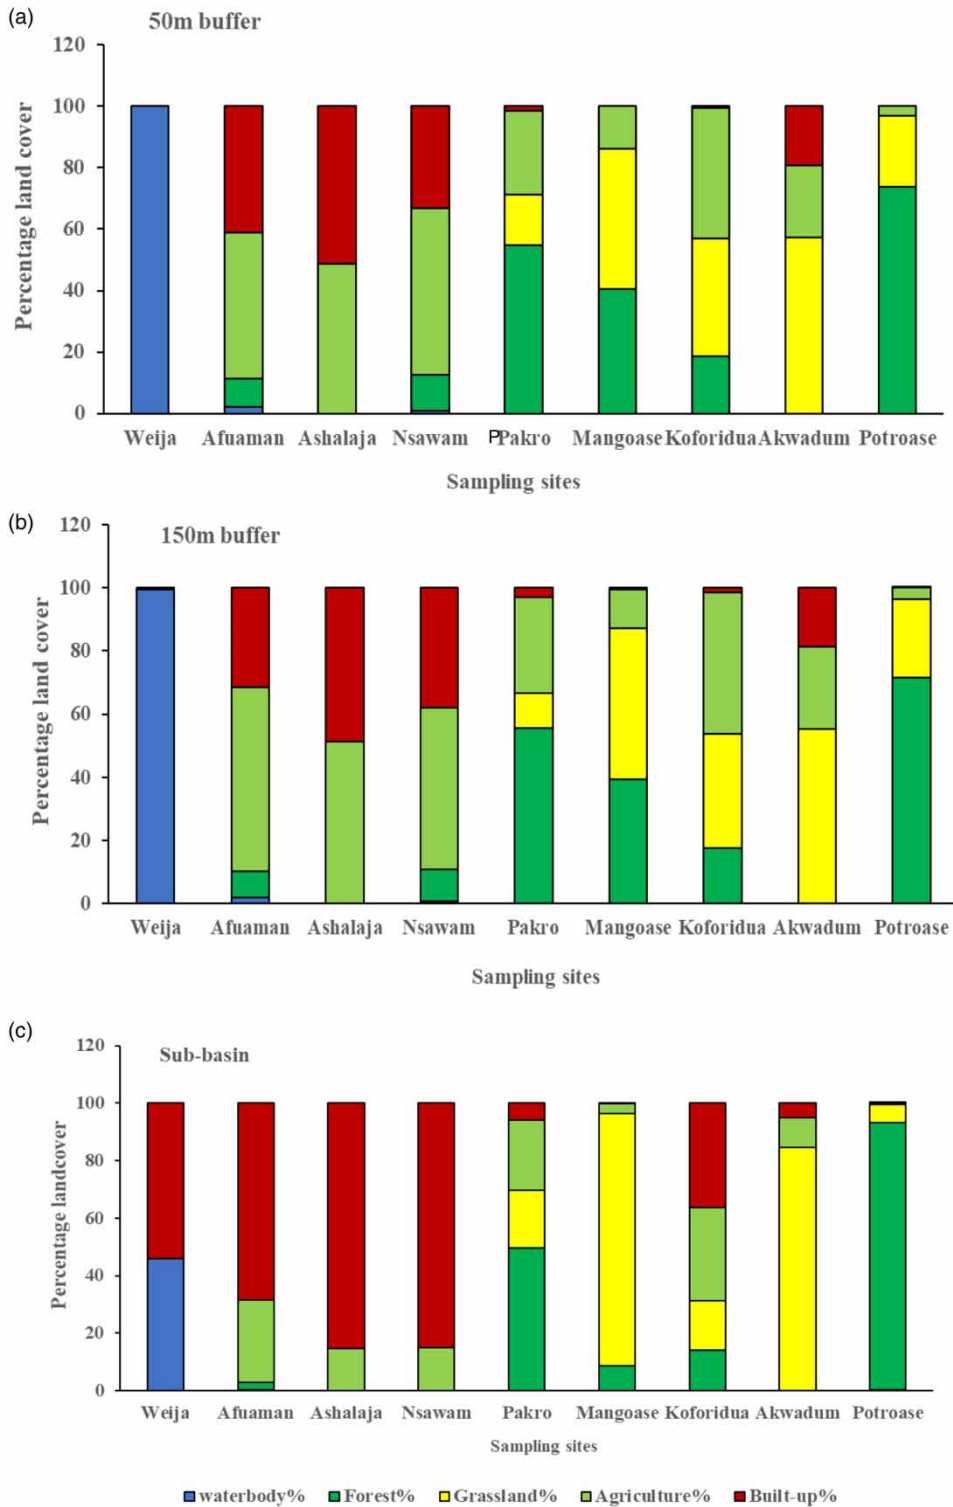 (a)
50m buffer
120
100
80
60
40
20
0
Percentage land cover
Weija Afuaman Ashalaja Nsawam PPakro Mangoase Koforidua Akwadum Potroase
Sampling sites
(b)
150m buffer
120
100
80
60
40
20
0
Percentage land cover
Weija Afuaman Ashalaja Nsawam Pakro Mangoase Koforidua Akwadum Potroase
Sampling sites
(c)
Sub-basin
120
100
80
60
40
20
0
Percentage landcover
Weija Afuaman Ashalaja Nsawam Pakro Mangoase Koforidua Akwadum Potroase
Sampling sites
waterbody% Forest% Grassland% Agriculture% Built-up%